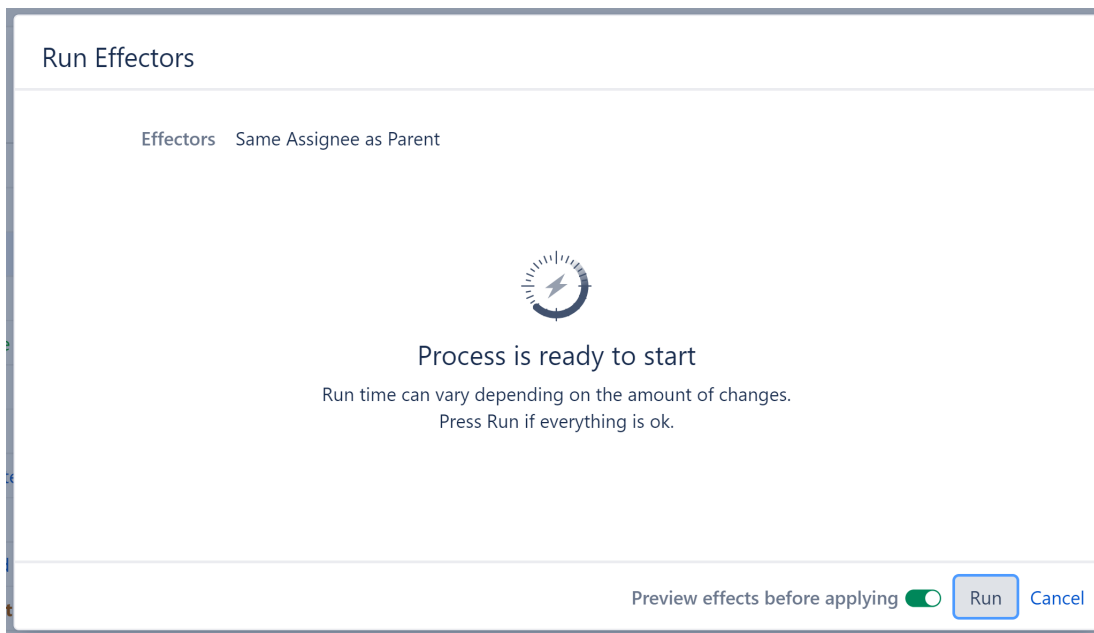 Run Effectors
Effectors Same Assignee as Parent
Process is ready to start
Run time can vary depending on the amount of changes.
Press Run if everything is ok.
Preview effects before applying Run Cancel